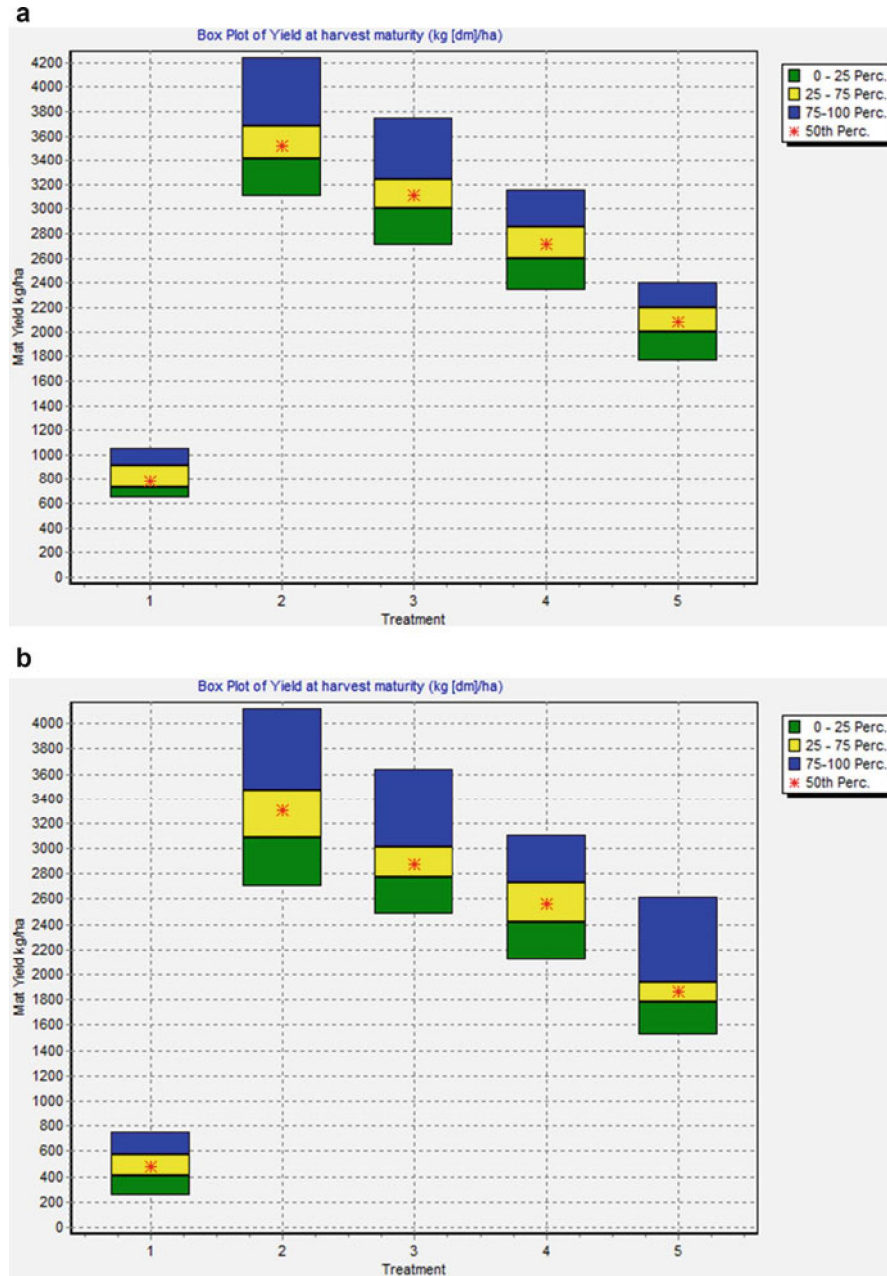 a
Box Plot of Yield at harvest maturity (kg [dm]/ha)
Mat Yield kg/ha
4200
4000
3800
3600
3400
3200
3000
2800
2600
2400
2200
2000
1800
1600
1400
1200
1000
800
600
400
200
0
1 2 3 4 5
Treatment
0 - 25 Perc.
25 - 75 Perc.
75-100 Perc.
50th Perc.
b
Box Plot of Yield at harvest maturity (kg [dm]/ha)
Mat Yield kg/ha
4000
3800
3600
3400
3200
3000
2800
2600
2400
2200
2000
1800
1600
1400
1200
1000
800
600
400
200
0
1 2 3 4 5
Treatment
0 - 25 Perc.
25 - 75 Perc.
75-100 Perc.
50th Perc.